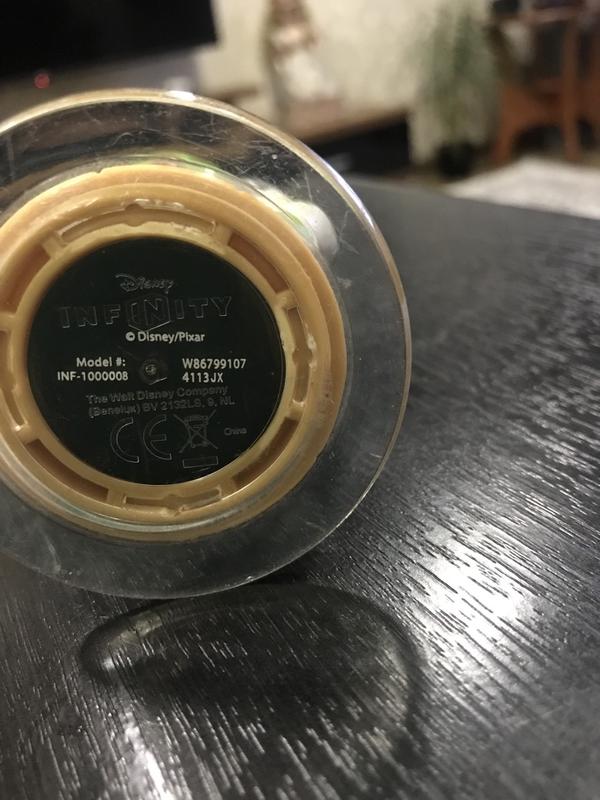 Disney
INFINITY
© Disney/Pixar
Model #: W86799107
INF-1000008 4113JX
The Walt Disney Company
(Benelux) BV 2132LS, 9, NL
CE
China